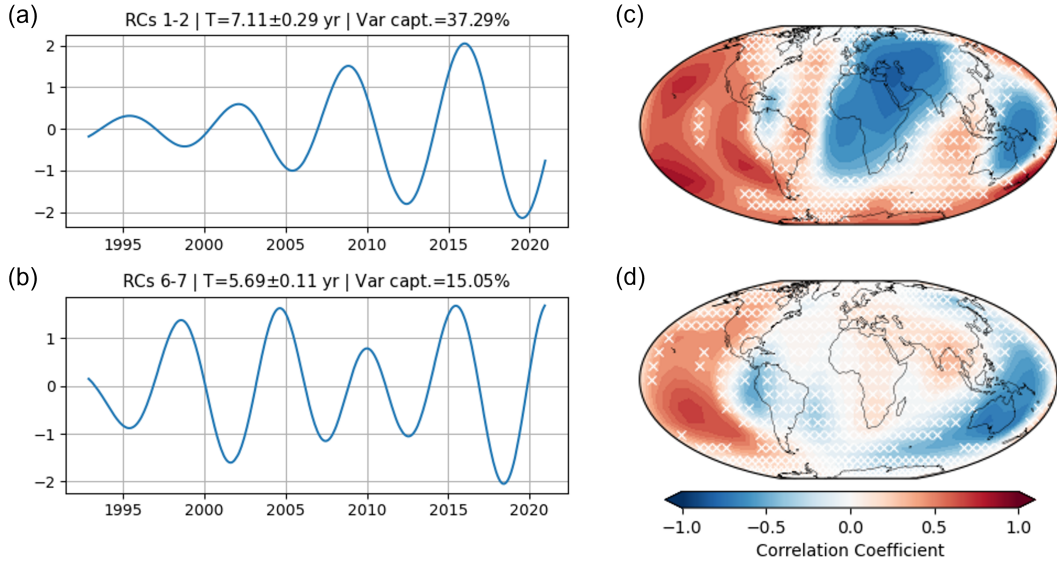 (a)
RCs 1-2 | T=7.11±0.29 yr | Var capt.=37.29%
2
1
0
−1
−2
1995 2000 2005 2010 2015 2020
(c)
(b)
RCs 6-7 | T=5.69±0.11 yr | Var capt.=15.05%
1
0
−1
−2
1995 2000 2005 2010 2015 2020
(d)
−1.0 −0.5 0.0 0.5 1.0
Correlation Coefficient